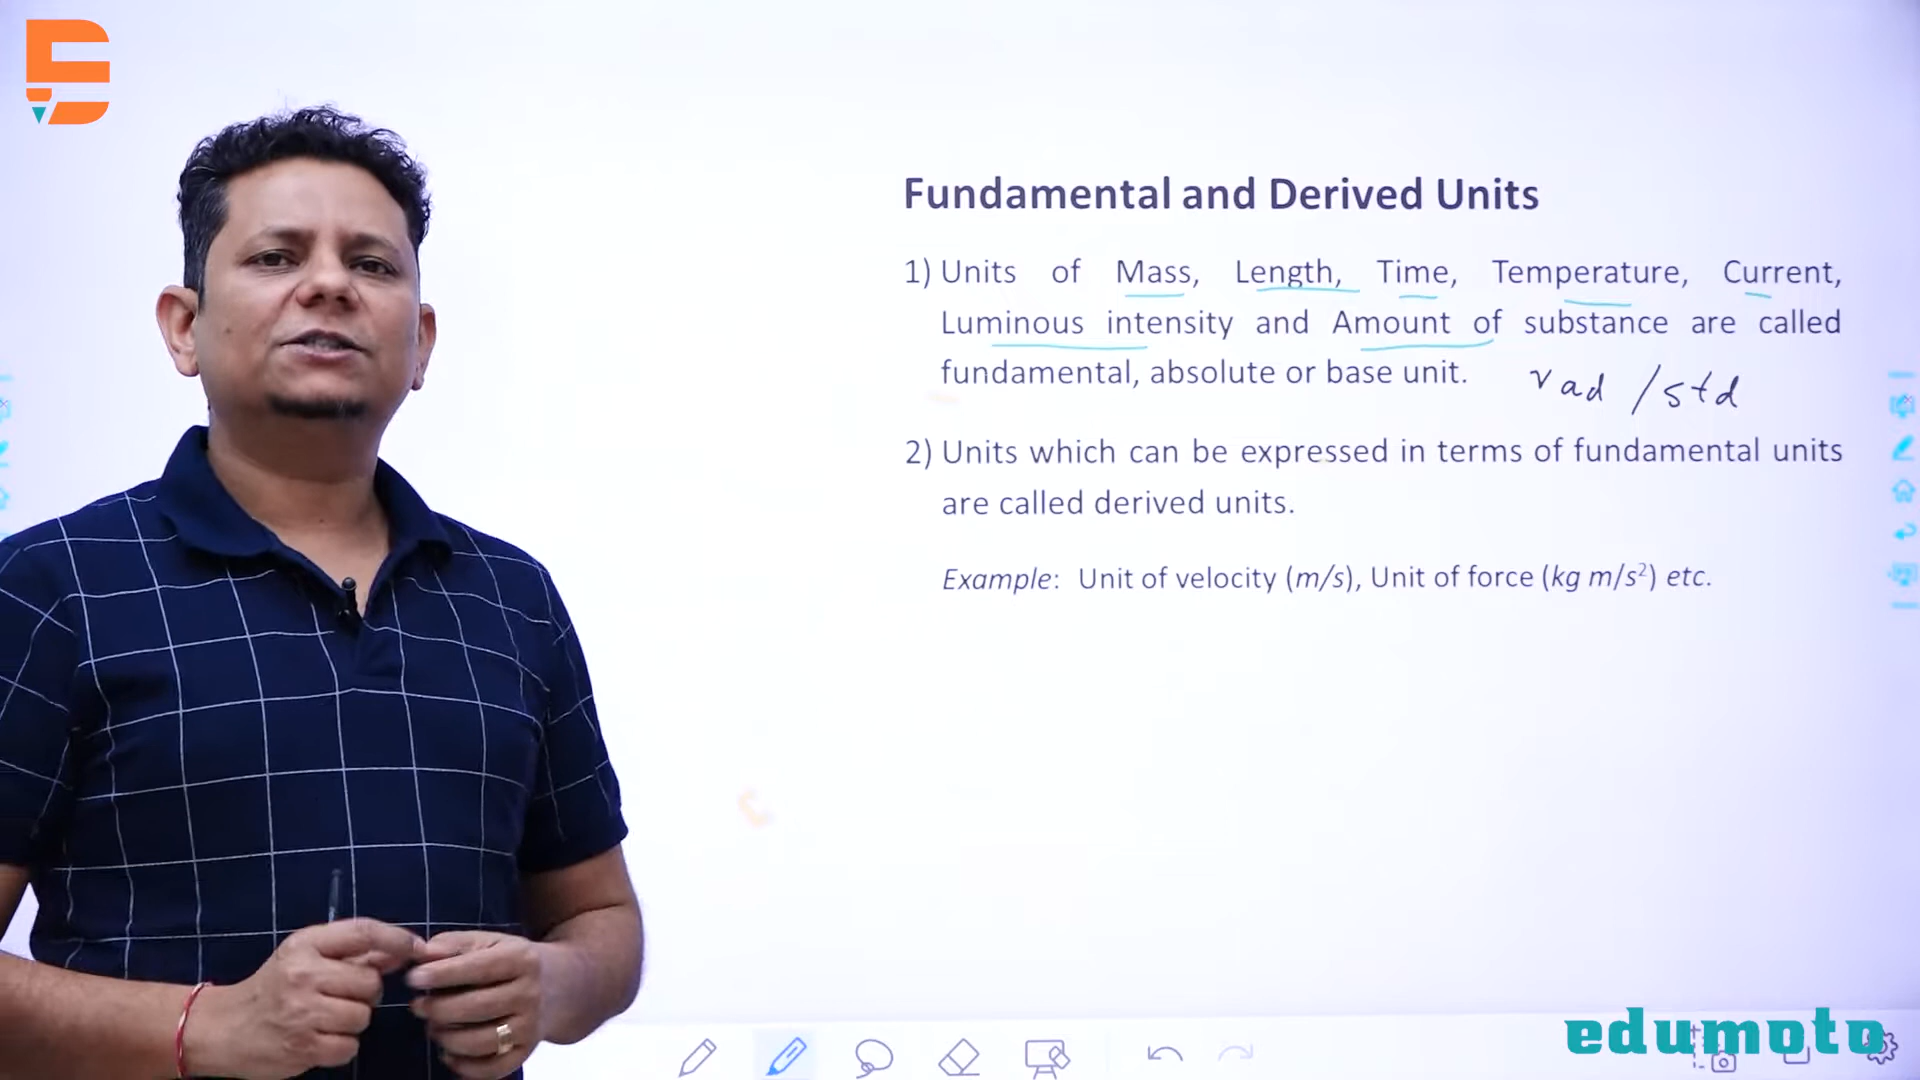 Fundamental and Derived Units
1) Units of Mass, Length, Time, Temperature, Current,
Luminous intensity and Amount of substance are called
fundamental, absolute or base unit.
rad / std
2) Units which can be expressed in terms of fundamental units
are called derived units.
Example: Unit of velocity (m/s), Unit of force (kg m/s²) etc.
edumoto